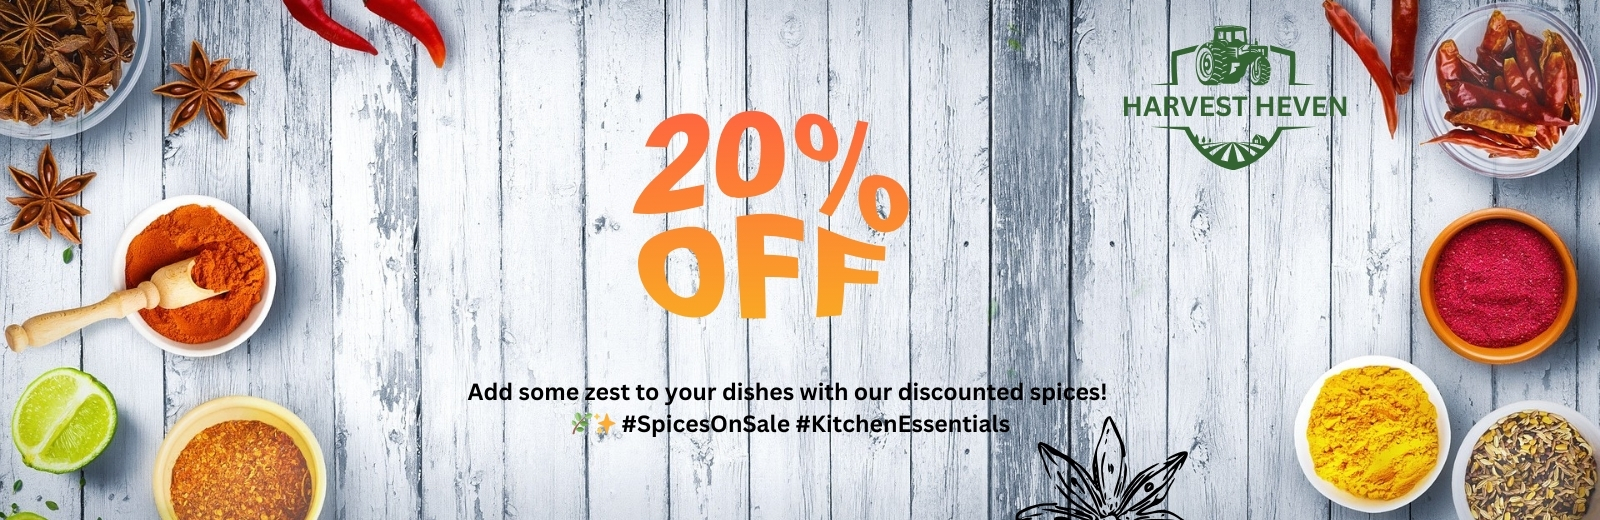 HARVEST HEVEN
20%
OFF
Add some zest to your dishes with our discounted spices!
🌿✨ #SpicesOnSale #KitchenEssentials